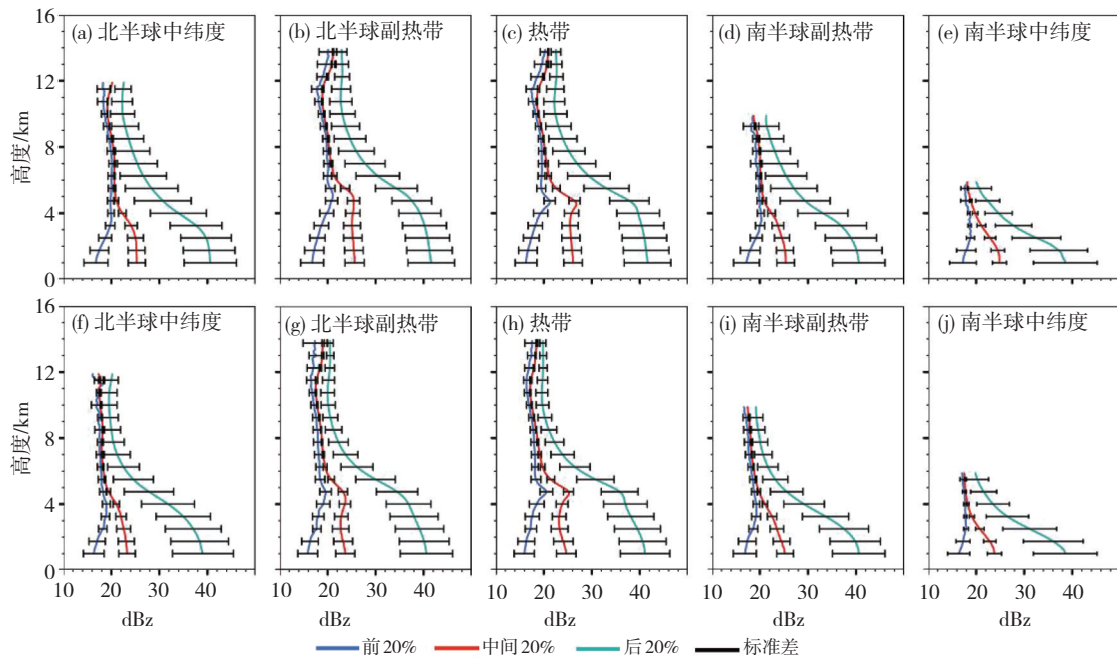 16
(a) 北半球中纬度
(b) 北半球副热带
(c) 热带
(d) 南半球副热带
(e) 南半球中纬度
12
高度/km
8
4
0
16
(f) 北半球中纬度
(g) 北半球副热带
(h) 热带
(i) 南半球副热带
(j) 南半球中纬度
12
高度/km
8
4
0
10 20 30 40 10 20 30 40 10 20 30 40 10 20 30 40 10 20 30 40
dBz dBz dBz dBz dBz
前20% 中间20% 后20% 标准差